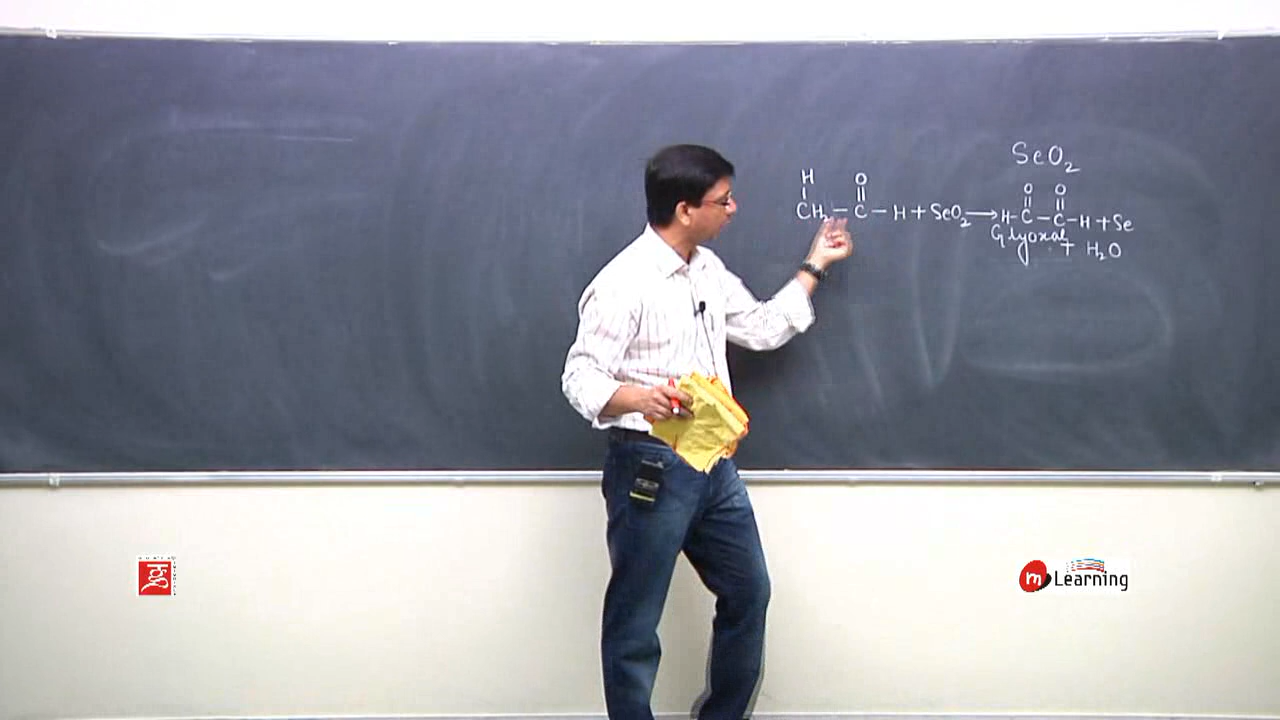 SeO₂
H O O O
CH₂ – C – H + SeO₂ ⟶ H – C – C – H + Se
Glyoxal + H₂O
m Learning